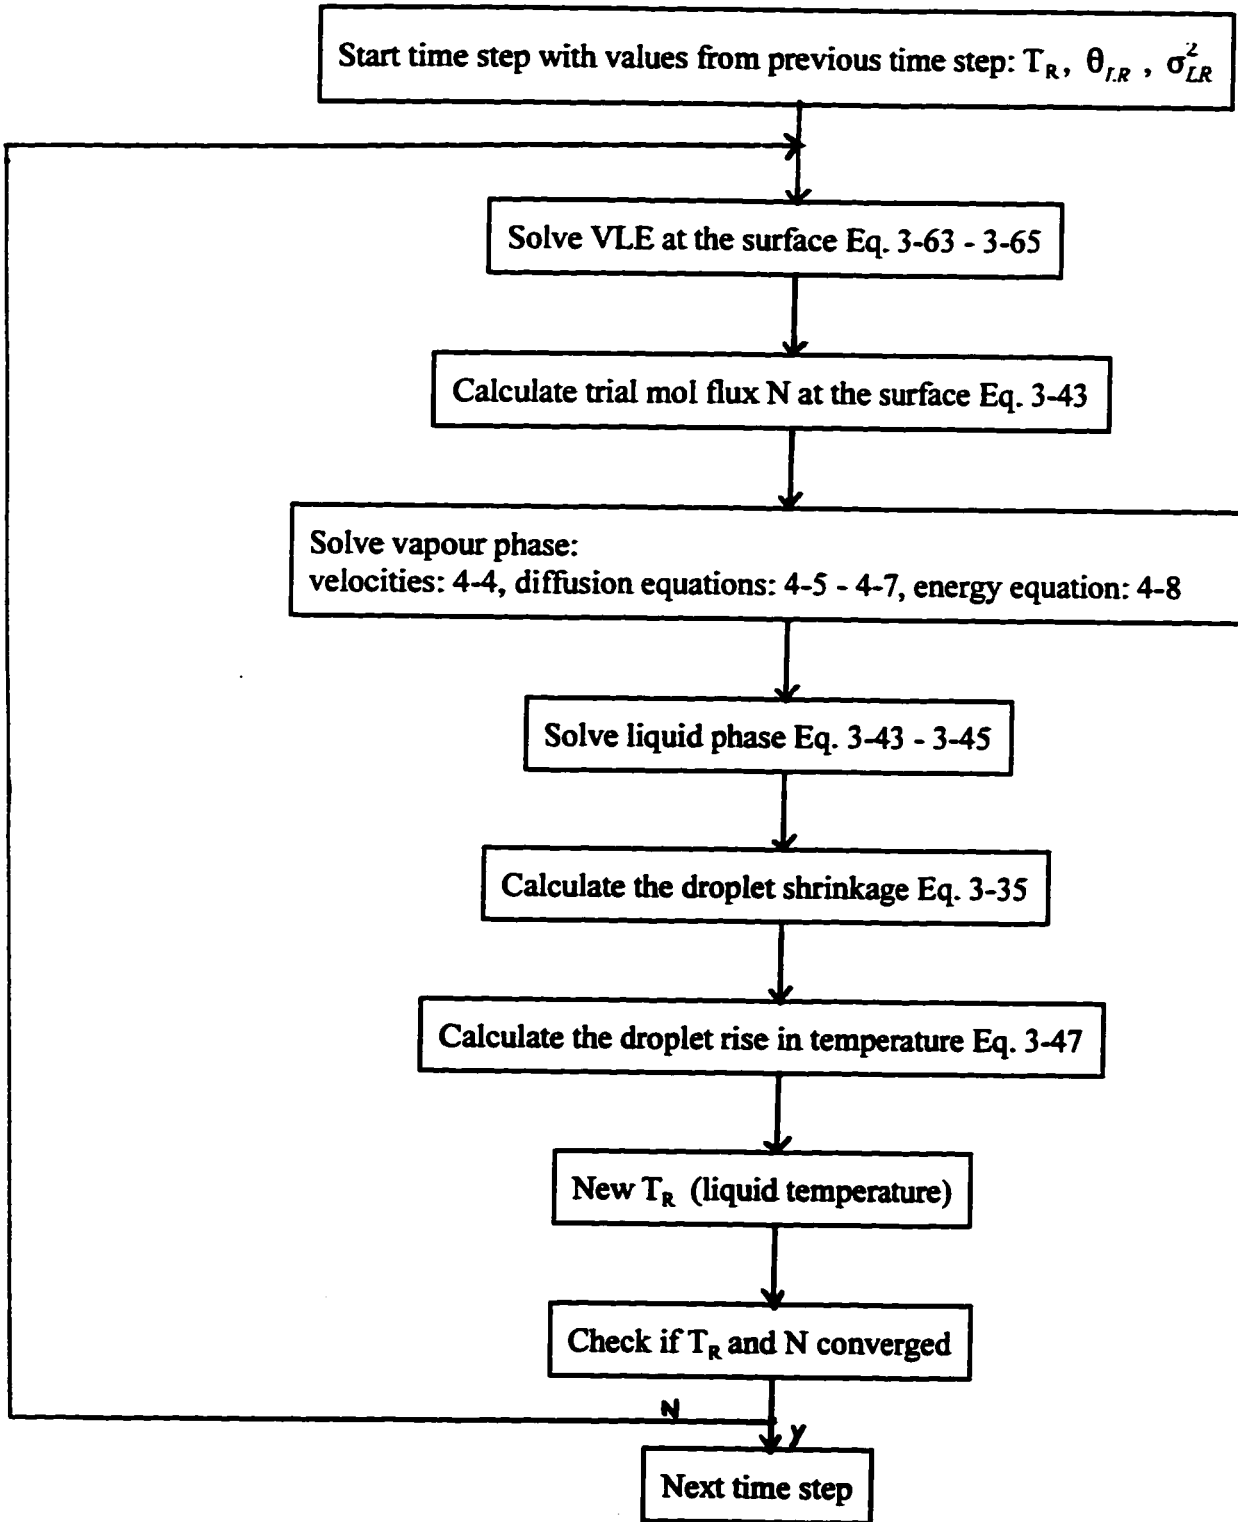 Start time step with values from previous time step: T_R, θ_LR, σ²_LR
Solve VLE at the surface Eq. 3-63 - 3-65
Calculate trial mol flux N at the surface Eq. 3-43
Solve vapour phase:
velocities: 4-4, diffusion equations: 4-5 - 4-7, energy equation: 4-8
Solve liquid phase Eq. 3-43 - 3-45
Calculate the droplet shrinkage Eq. 3-35
Calculate the droplet rise in temperature Eq. 3-47
New T_R (liquid temperature)
Check if T_R and N converged
N
Y
Next time step